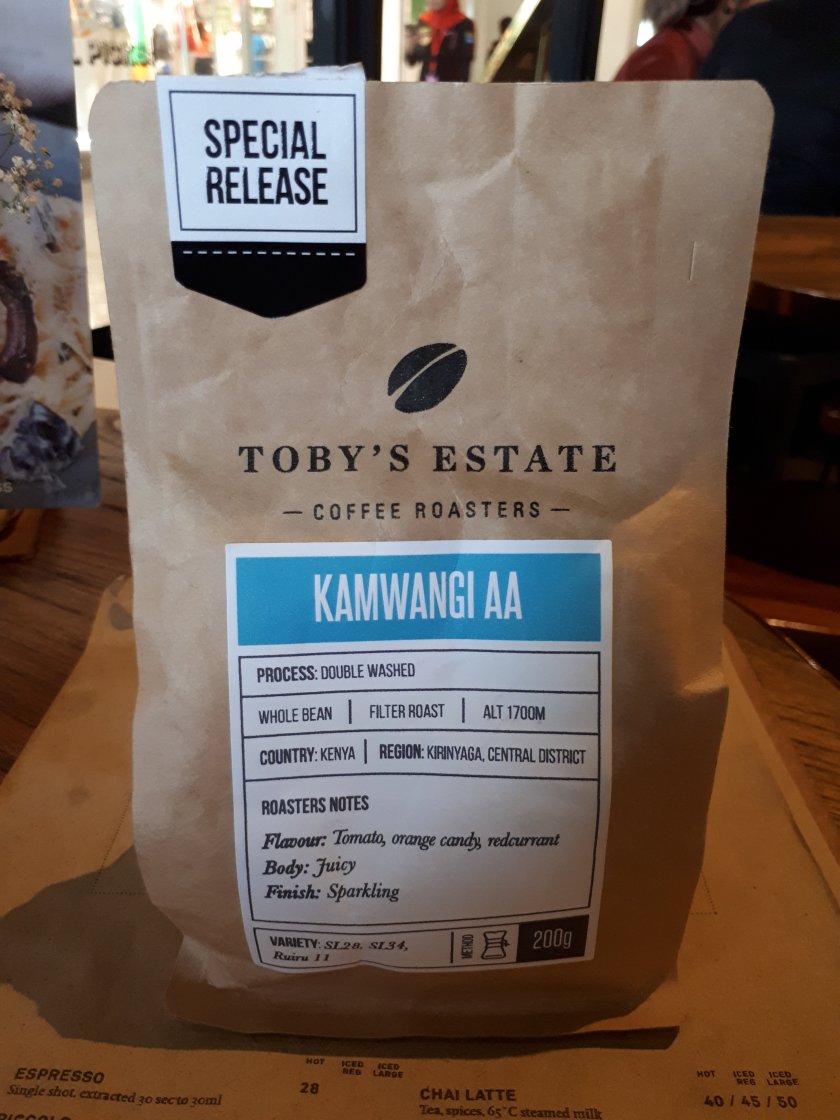 SPECIAL
RELEASE
TOBY'S ESTATE
— COFFEE ROASTERS —
KAMWANGI AA
PROCESS: DOUBLE WASHED
WHOLE BEAN | FILTER ROAST | ALT 1700M
COUNTRY: KENYA | REGION: KIRINYAGA, CENTRAL DISTRICT
ROASTERS NOTES
Flavour: Tomato, orange candy, redcurrant
Body: Juicy
Finish: Sparkling
VARIETY: SL28, SL34,
Ruiru 11
METHOD
200g
ESPRESSO
Single shot, extracted 30 sec to 30ml
HOT ICED REG ICED LARGE
28
CHAI LATTE
Tea, spices, 65°C steamed milk
HOT ICED REG ICED LARGE
40 / 45 / 50